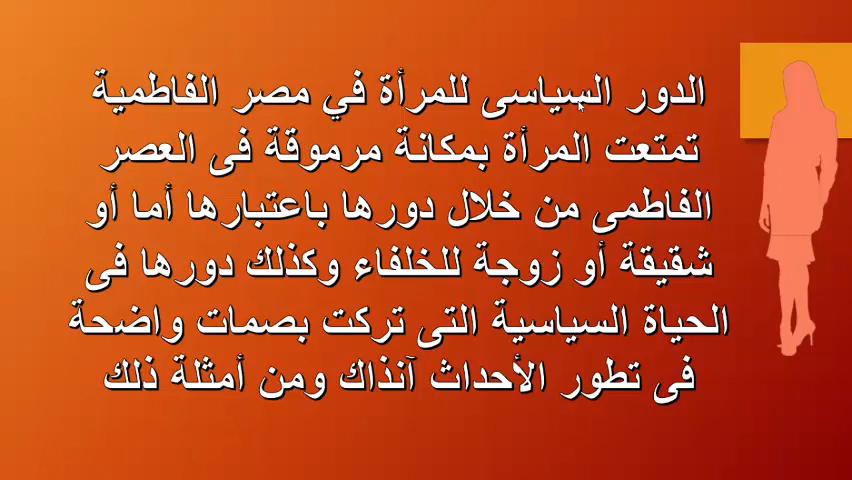 الدور السياسى للمرأة في مصر الفاطمية
تمتعت المرأة بمكانة مرموقة فى العصر
الفاطمى من خلال دورها باعتبارها أما أو
شقيقة أو زوجة للخلفاء وكذلك دورها فى
الحياة السياسية التى تركت بصمات واضحة
فى تطور الأحداث آنذاك ومن أمثلة ذلك